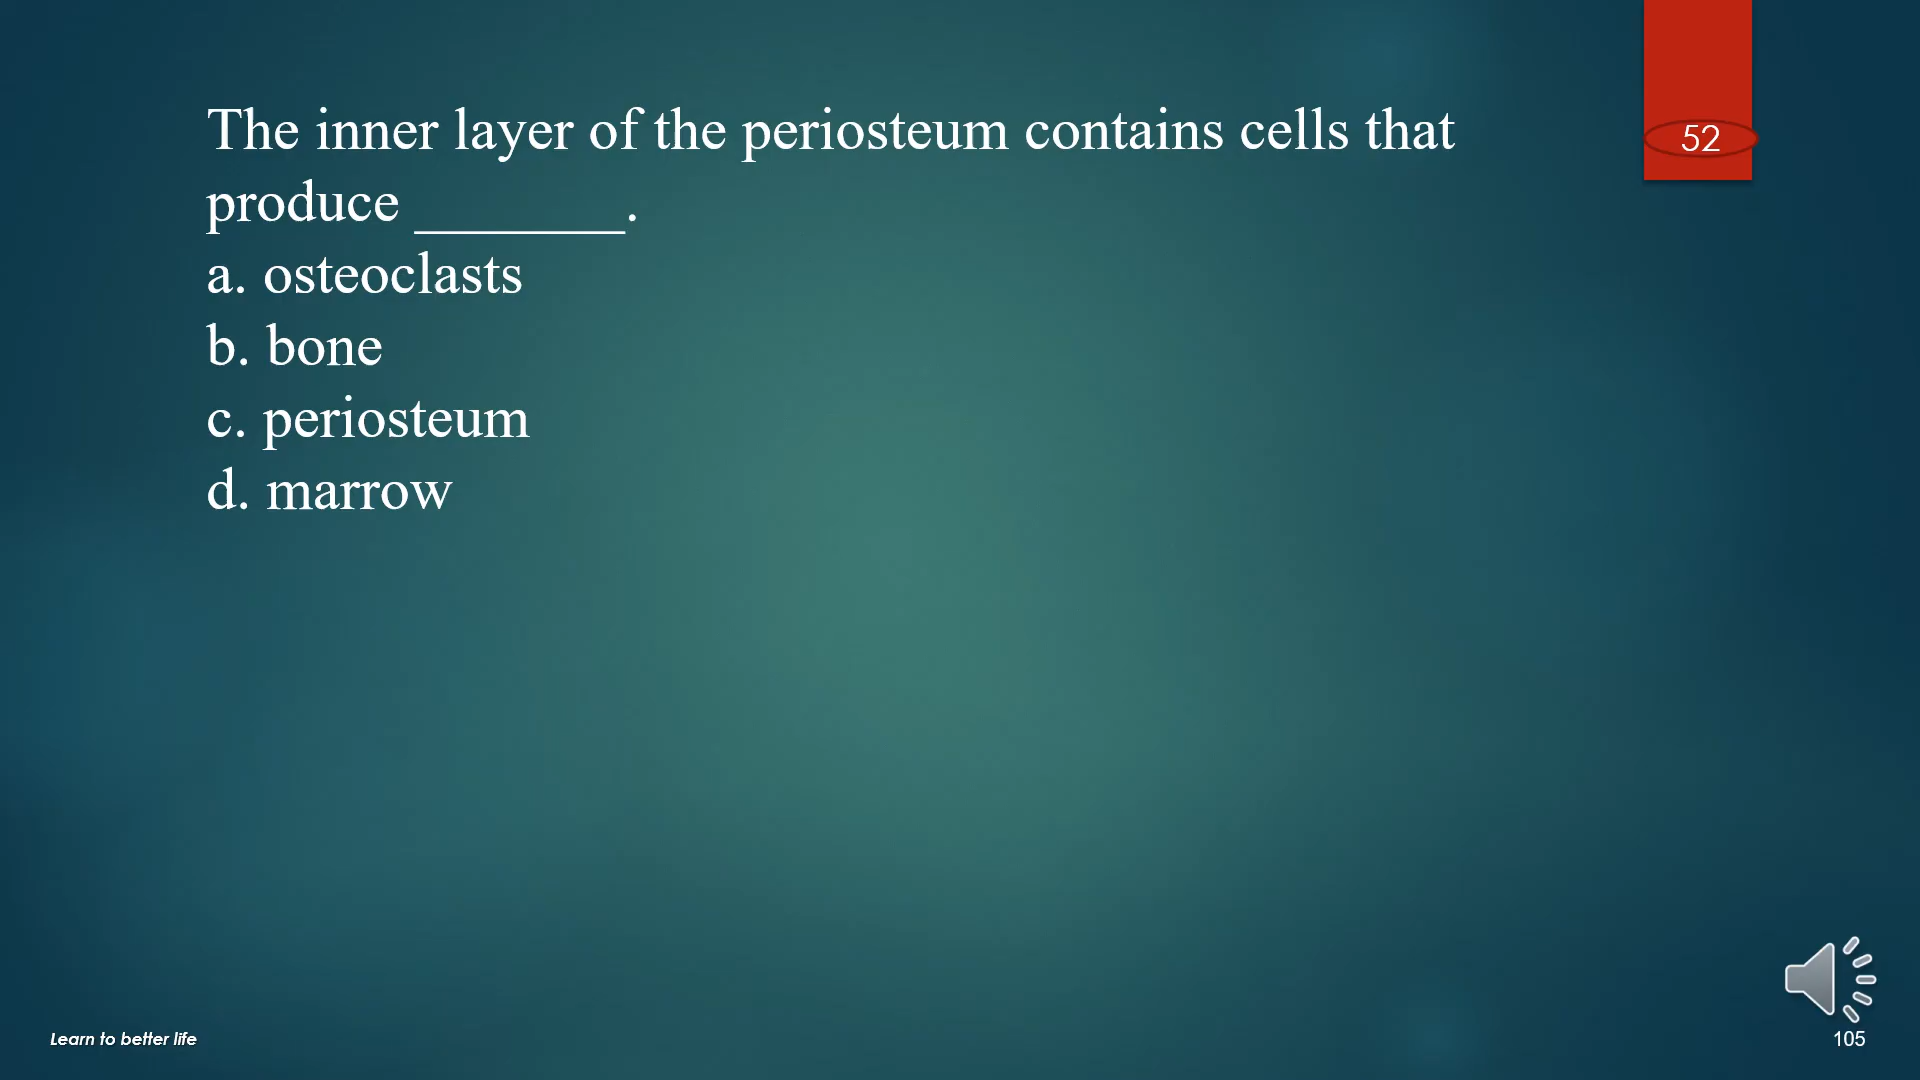 52
The inner layer of the periosteum contains cells that
produce _______.
a. osteoclasts
b. bone
c. periosteum
d. marrow
Learn to better life
105